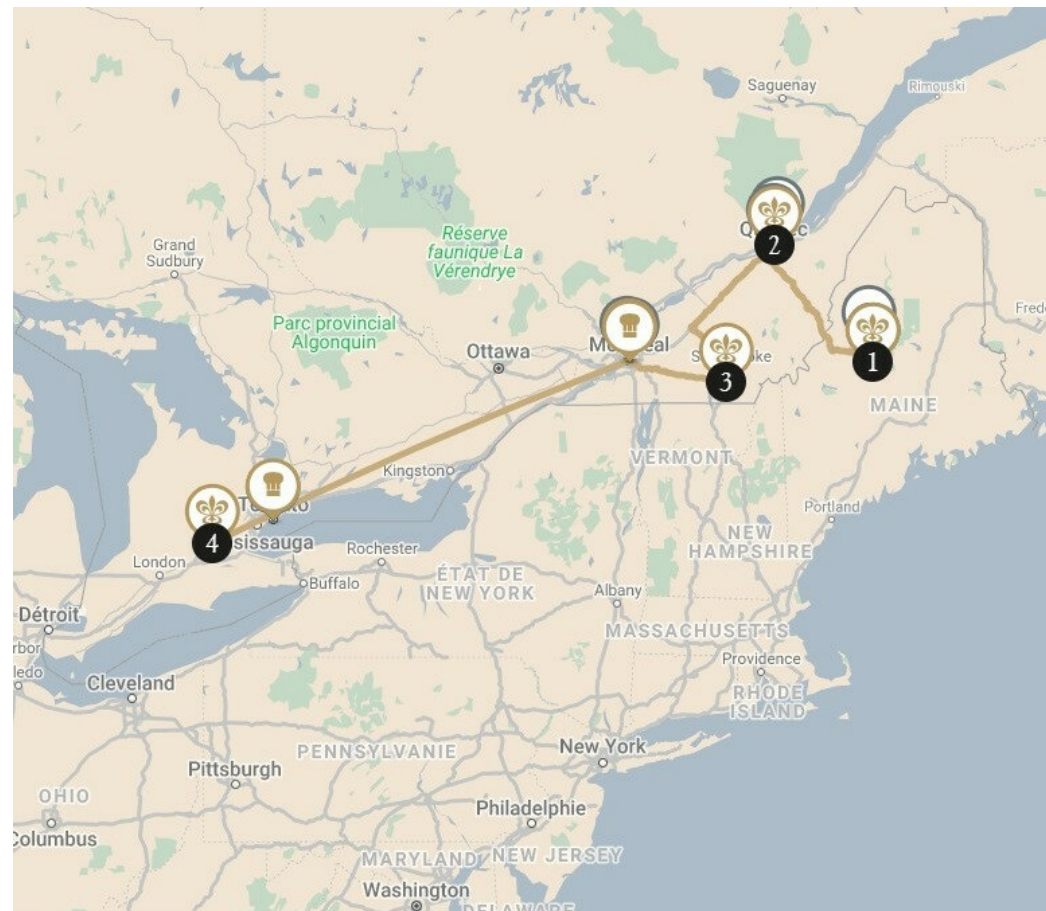 Saguenay
Rimouski
Grand
Sudbury
Réserve
faunique La
Vérendrye
2
Parc provincial
Algonquin
Ottawa
1
3
MAINE
Kingston
VERMONT
Portland
NEW
HAMPSHIRE
4
London
Rochester
Buffalo
ÉTAT DE
NEW YORK
Albany
Détroit
MASSACHUSETTS
Providence
Cleveland
RHODE
ISLAND
PENNSYLVANIE
New York
Pittsburgh
OHIO
Philadelphie
Columbus
MARYLAND
NEW JERSEY
Washington
DELAWARE